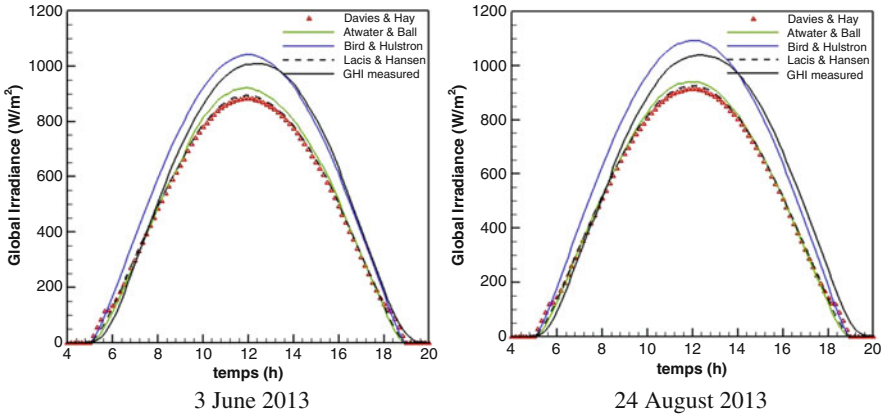 1200
1000
800
600
400
200
0
Global Irradiance (W/m²)
Davies & Hay
Atwater & Ball
Bird & Hulstron
Lacis & Hansen
GHI measured
4 6 8 10 12 14 16 18 20
temps (h)
3 June 2013
1200
1000
800
600
400
200
0
Global Irradiance (W/m²)
Davies & Hay
Atwater & Ball
Bird & Hulstron
Lacis & Hansen
GHI measured
4 6 8 10 12 14 16 18 20
temps (h)
24 August 2013